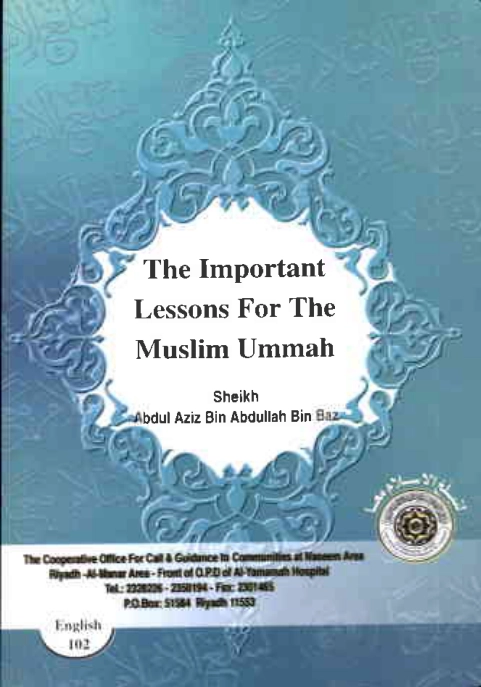 The Important
Lessons For The
Muslim Ummah
Sheikh
Abdul Aziz Bin Abdullah Bin Baz
The Cooperative Office For Call & Guidance to Communities at Naseem Area
Riyadh -Al-Manar Area - Front of O.P.D of Al-Yamamah Hospital
Tel.: 2328226 - 2350194 - Fax: 2301465
P.O.Box: 51584 Riyadh 11553
English
102